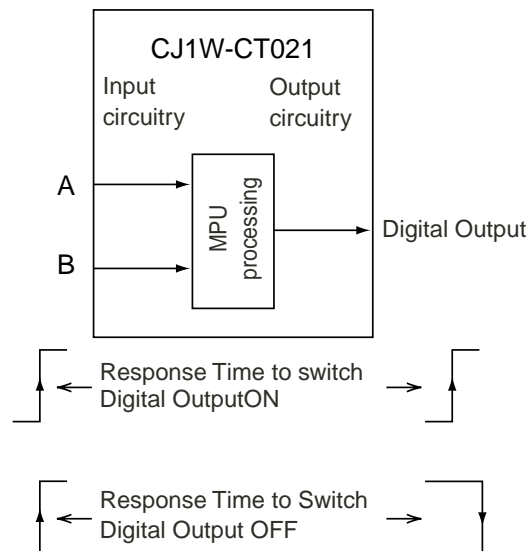 CJ1W-CT021
Input
circuitry
Output
circuitry
A
B
MPU
processing
Digital Output
Response Time to switch
Digital OutputON
Response Time to Switch
Digital Output OFF